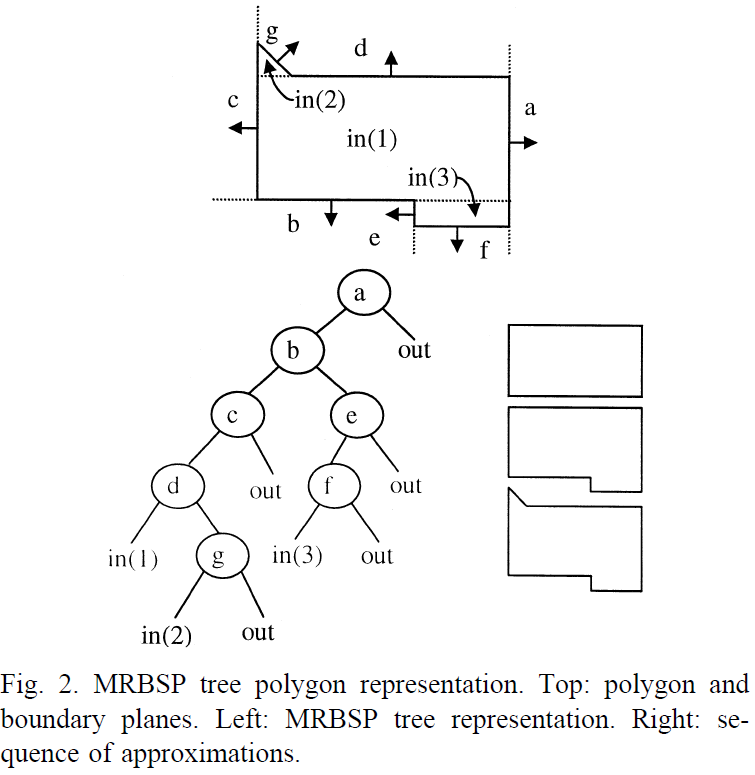 g
d
c
in(2)
a
in(1)
in(3)
b
e
f
a
b
out
c
e
d
out
f
out
in(1)
g
in(3)
out
in(2)
out
Fig. 2. MRBSP tree polygon representation. Top: polygon and
boundary planes. Left: MRBSP tree representation. Right: se-
quence of approximations.